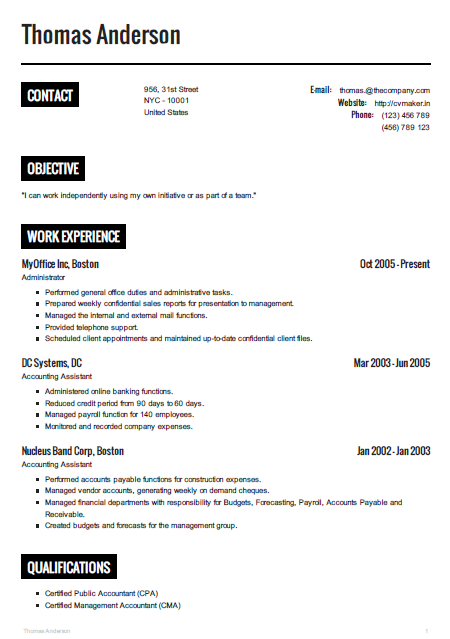 Thomas Anderson
CONTACT
956, 31st Street
NYC - 10001
United States
E-mail: thomas.@thecompany.com
Website: http://cvmaker.in
Phone: (123) 456 789
(456) 789 123
OBJECTIVE
"I can work independently using my own initiative or as part of a team."
WORK EXPERIENCE
MyOffice Inc, Boston Oct 2005 - Present
Administrator
Performed general office duties and administrative tasks.
Prepared weekly confidential sales reports for presentation to management.
Managed the internal and external mail functions.
Provided telephone support.
Scheduled client appointments and maintained up-to-date confidential client files.
DC Systems, DC Mar 2003 - Jun 2005
Accounting Assistant
Administered online banking functions.
Reduced credit period from 90 days to 60 days.
Managed payroll function for 140 employees.
Monitored and recorded company expenses.
Nucleus Band Corp, Boston Jan 2002 - Jan 2003
Accounting Assistant
Performed accounts payable functions for construction expenses.
Managed vendor accounts, generating weekly on demand cheques.
Managed financial departments with responsibility for Budgets, Forecasting, Payroll, Accounts Payable and
Receivable.
Created budgets and forecasts for the management group.
QUALIFICATIONS
Certified Public Accountant (CPA)
Certified Management Accountant (CMA)
Thomas Anderson 1